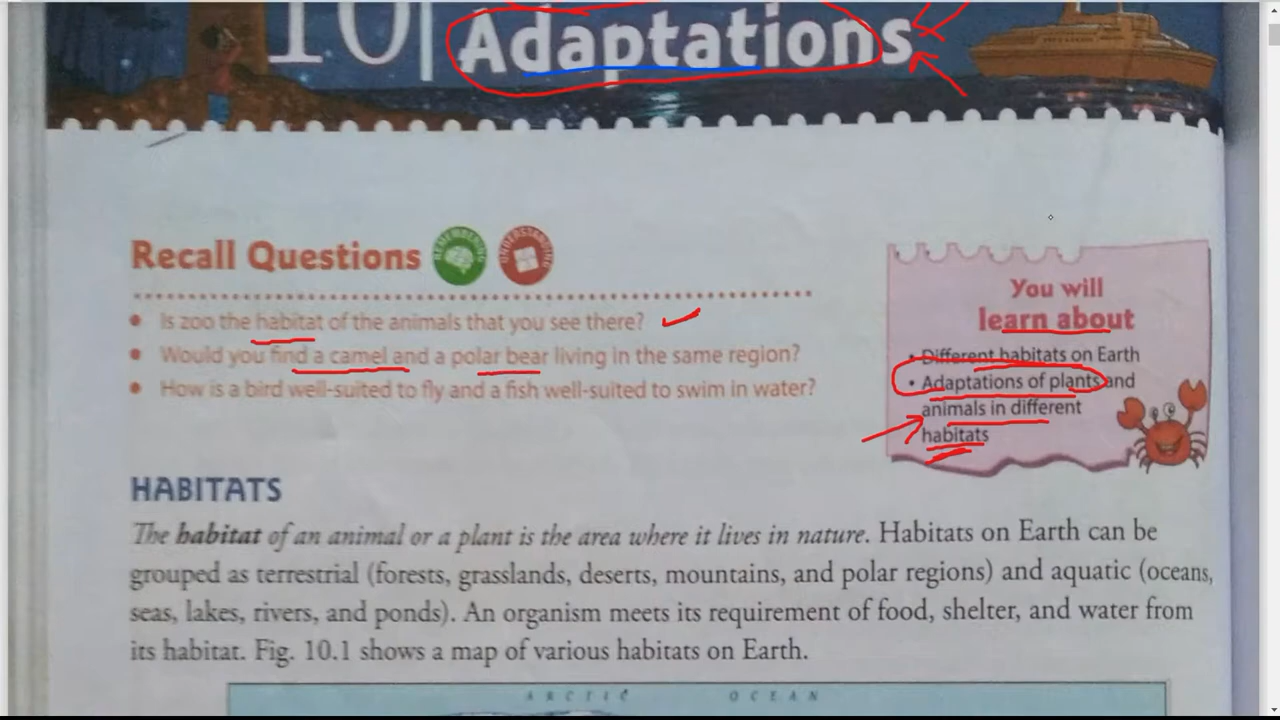 10 Adaptations
Recall Questions
REMEMBERING
UNDERSTANDING
• Is zoo the habitat of the animals that you see there?
• Would you find a camel and a polar bear living in the same region?
• How is a bird well-suited to fly and a fish well-suited to swim in water?
You will
learn about
• Different habitats on Earth
• Adaptations of plants and
animals in different
habitats
HABITATS
The habitat of an animal or a plant is the area where it lives in nature. Habitats on Earth can be
grouped as terrestrial (forests, grasslands, deserts, mountains, and polar regions) and aquatic (oceans,
seas, lakes, rivers, and ponds). An organism meets its requirement of food, shelter, and water from
its habitat. Fig. 10.1 shows a map of various habitats on Earth.
ARCTIC OCEAN